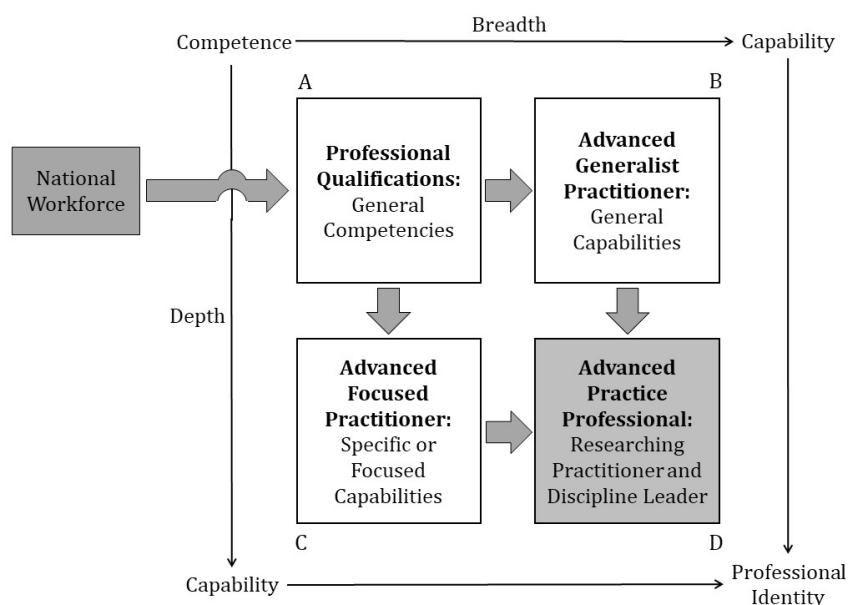 Breadth
Competence
Capability
A
B
National
Workforce
Professional
Qualifications:
General
Competencies
Advanced
Generalist
Practitioner:
General
Capabilities
Depth
Advanced
Focused
Practitioner:
Specific or
Focused
Capabilities
Advanced
Practice
Professional:
Researching
Practitioner and
Discipline Leader
C
D
Capability
Professional
Identity